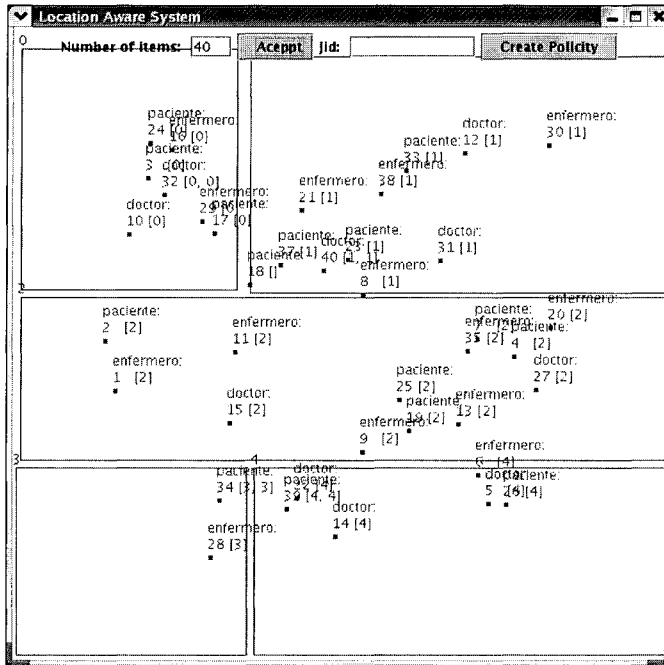 Location Aware System
0
Number of items: 40 Aceppt Jid: Create Policity
paciente:
24 [0]
enfermero:
16 [0]
paciente:
3 [0]
doctor:
32 [0, 0]
enfermero:
29 [0]
paciente:
17 [0]
doctor:
10 [0]
enfermero:
30 [1]
doctor:
12 [1]
paciente:
33 [1]
enfermero:
38 [1]
enfermero:
21 [1]
paciente:
37 [1]
doctor:
40 [1, 1]
paciente:
23 [1]
doctor:
31 [1]
enfermero:
8 [1]
paciente:
18 []
2
paciente:
2 [2]
enfermero:
1 [2]
enfermero:
11 [2]
doctor:
15 [2]
paciente:
7 [2]
enfermero:
35 [2]
enfermero:
20 [2]
paciente:
4 [2]
doctor:
27 [2]
paciente:
25 [2]
paciente:
19 [2]
enfermero:
13 [2]
enfermero:
9 [2]
3
4
paciente:
34 [3, 3]
enfermero:
28 [3]
doctor:
[4]
paciente:
39 [4, 4]
doctor:
14 [4]
enfermero:
6 [4]
doctor:
5 [4]
paciente:
[4]